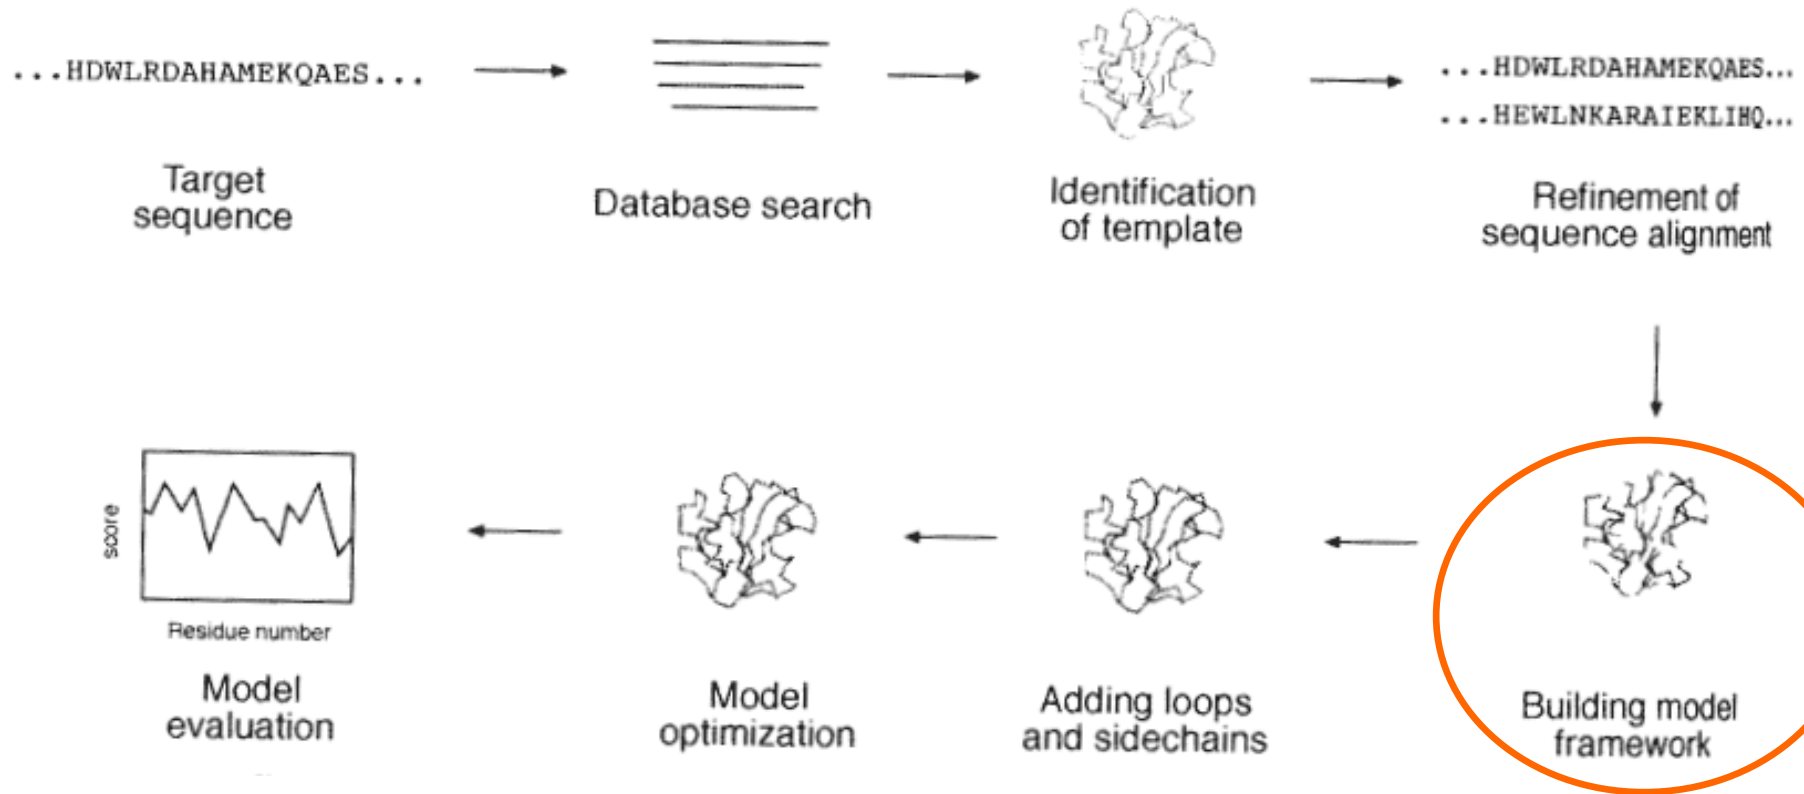 ...HDWLRDAHAMEKQAES...
Target
sequence
Database search
Identification
of template
...HDWLRDAHAMEKQAES...
...HEWLNKARAIEKLIHQ...
Refinement of
sequence alignment
Building model
framework
Adding loops
and sidechains
Model
optimization
score
Residue number
Model
evaluation